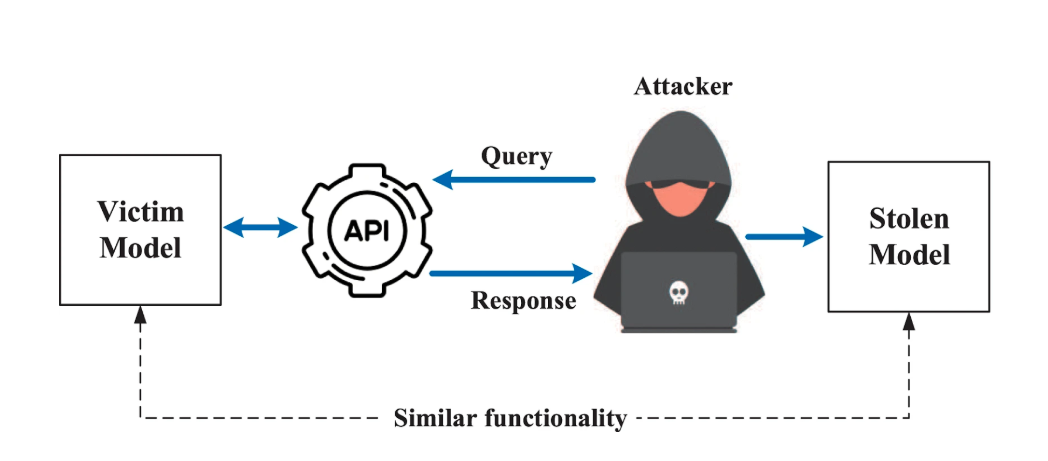 Attacker
Query
Victim
Model
API
Stolen
Model
Response
Similar functionality